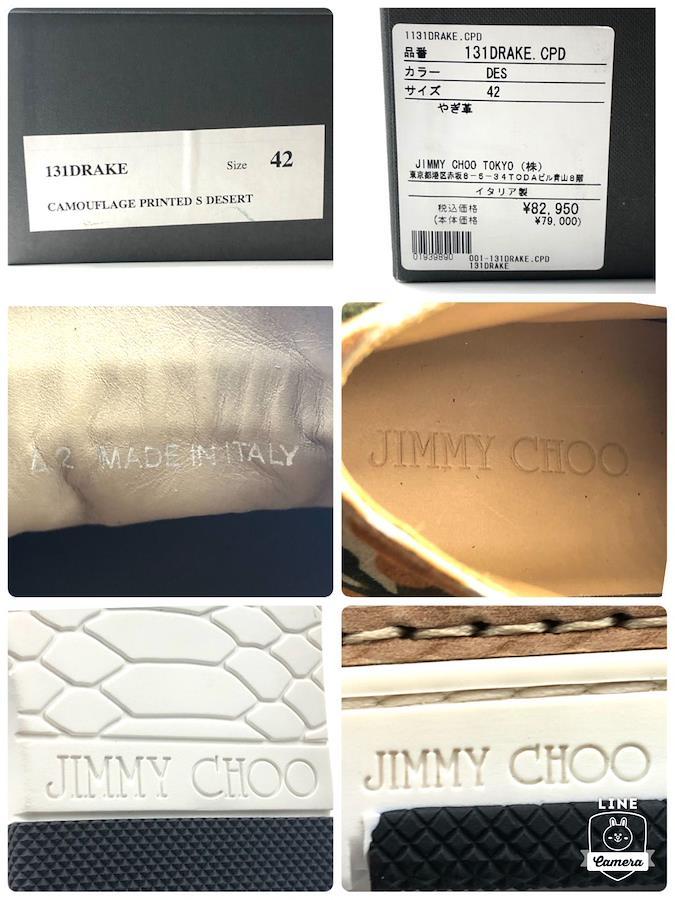 131DRAKE Size 42
CAMOUFLAGE PRINTED S DESERT
1131DRAKE.CPD
品番 131DRAKE.CPD
カラー DES
サイズ 42
やぎ革
JIMMY CHOO TOKYO (株)
東京都港区赤坂8-5-34TODAビル青山8階
イタリア製
税込価格 ¥82,950
(本体価格 ¥79,000)
01939890 001-131DRAKE.CPD
131DRAKE
42 MADE IN ITALY
JIMMY CHOO
JIMMY CHOO
JIMMY CHOO
LINE
Camera